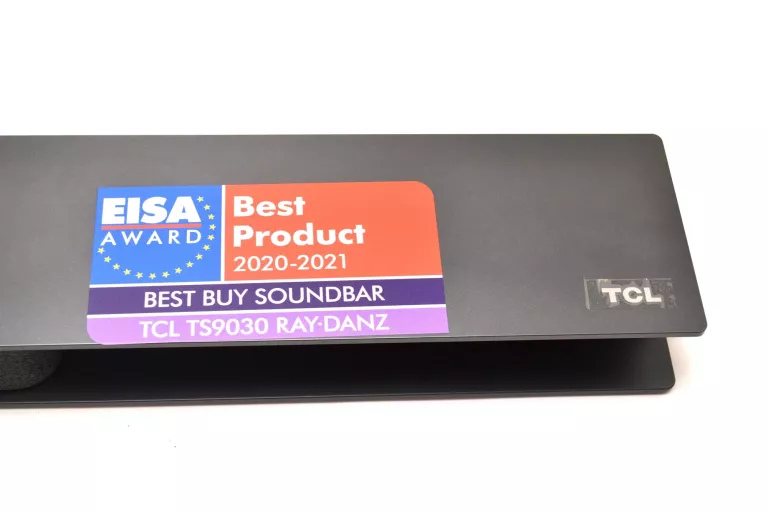 EISA
AWARD
Best
Product
2020-2021
BEST BUY SOUNDBAR
TCL TS9030 RAY·DANZ
TCL